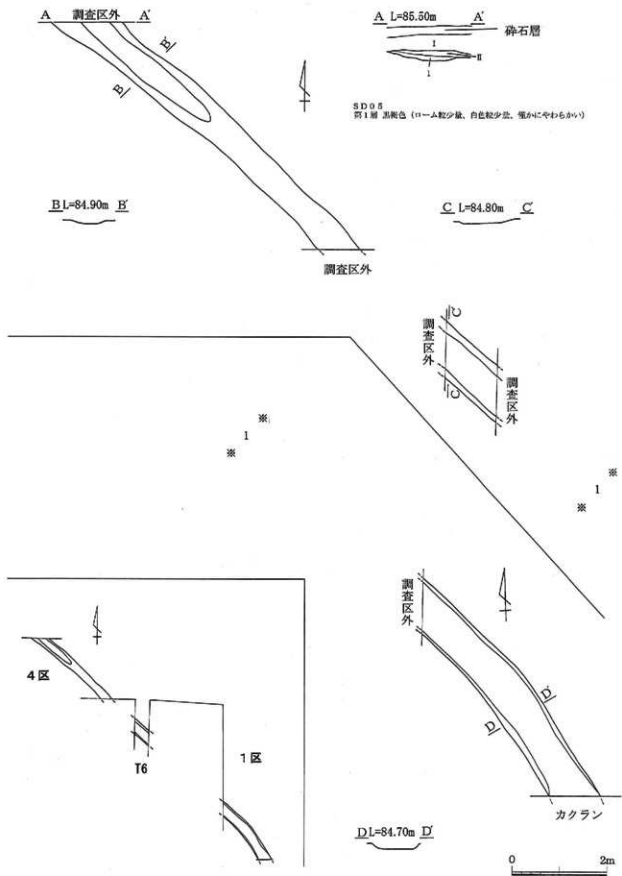 A 調査区外 A'
B B'
A L=85.50m A'
砕石層
I
II
1
SD05
第1層 黒褐色（ローム粒少量、白色粒少量、僅かにやわらかい）
B L=84.90m B'
C L=84.80m C'
調査区外
調査区外
C' C
調査区外
※
1
※
※
1
※
4区
T6
1区
調査区外
D D'
カクラン
D L=84.70m D'
0 2m